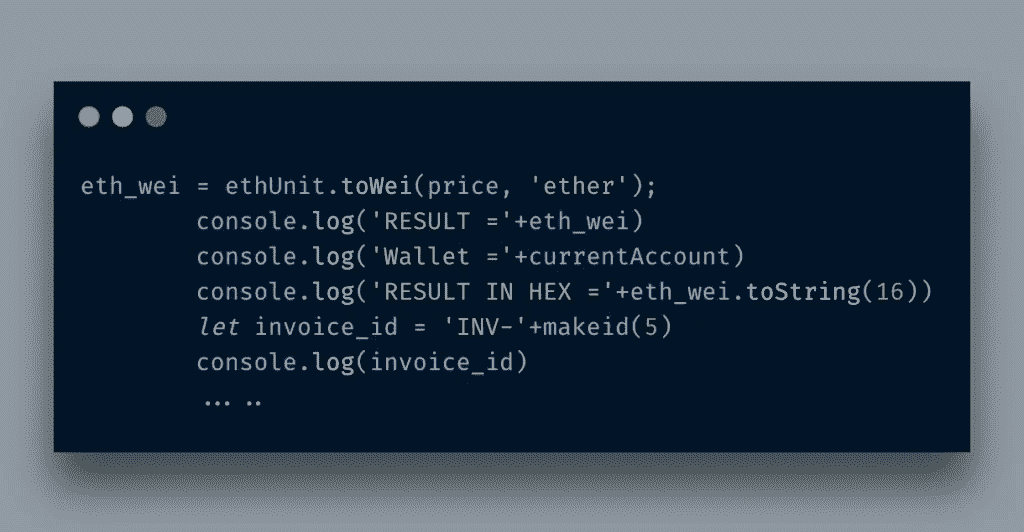 eth_wei = ethUnit.toWei(price, 'ether');
console.log('RESULT ='+eth_wei)
console.log('Wallet ='+currentAccount)
console.log('RESULT IN HEX ='+eth_wei.toString(16))
let invoice_id = 'INV-'+makeid(5)
console.log(invoice_id)
... ..